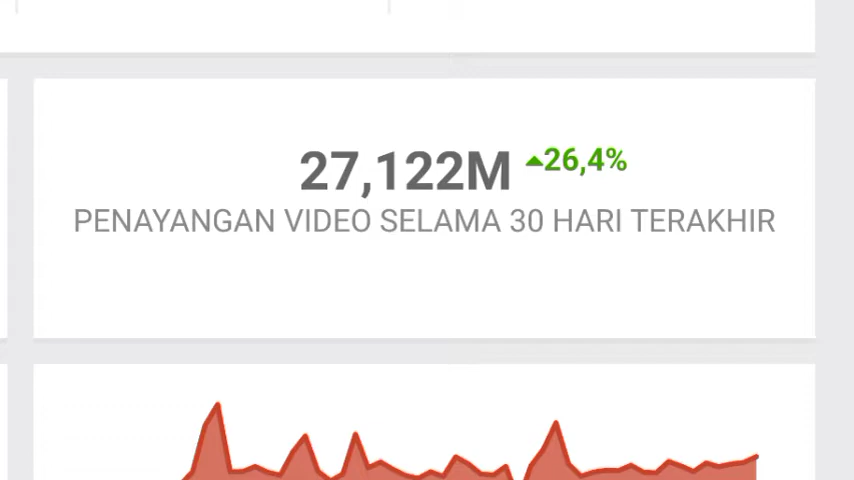 27,122M ▲26,4%
PENAYANGAN VIDEO SELAMA 30 HARI TERAKHIR